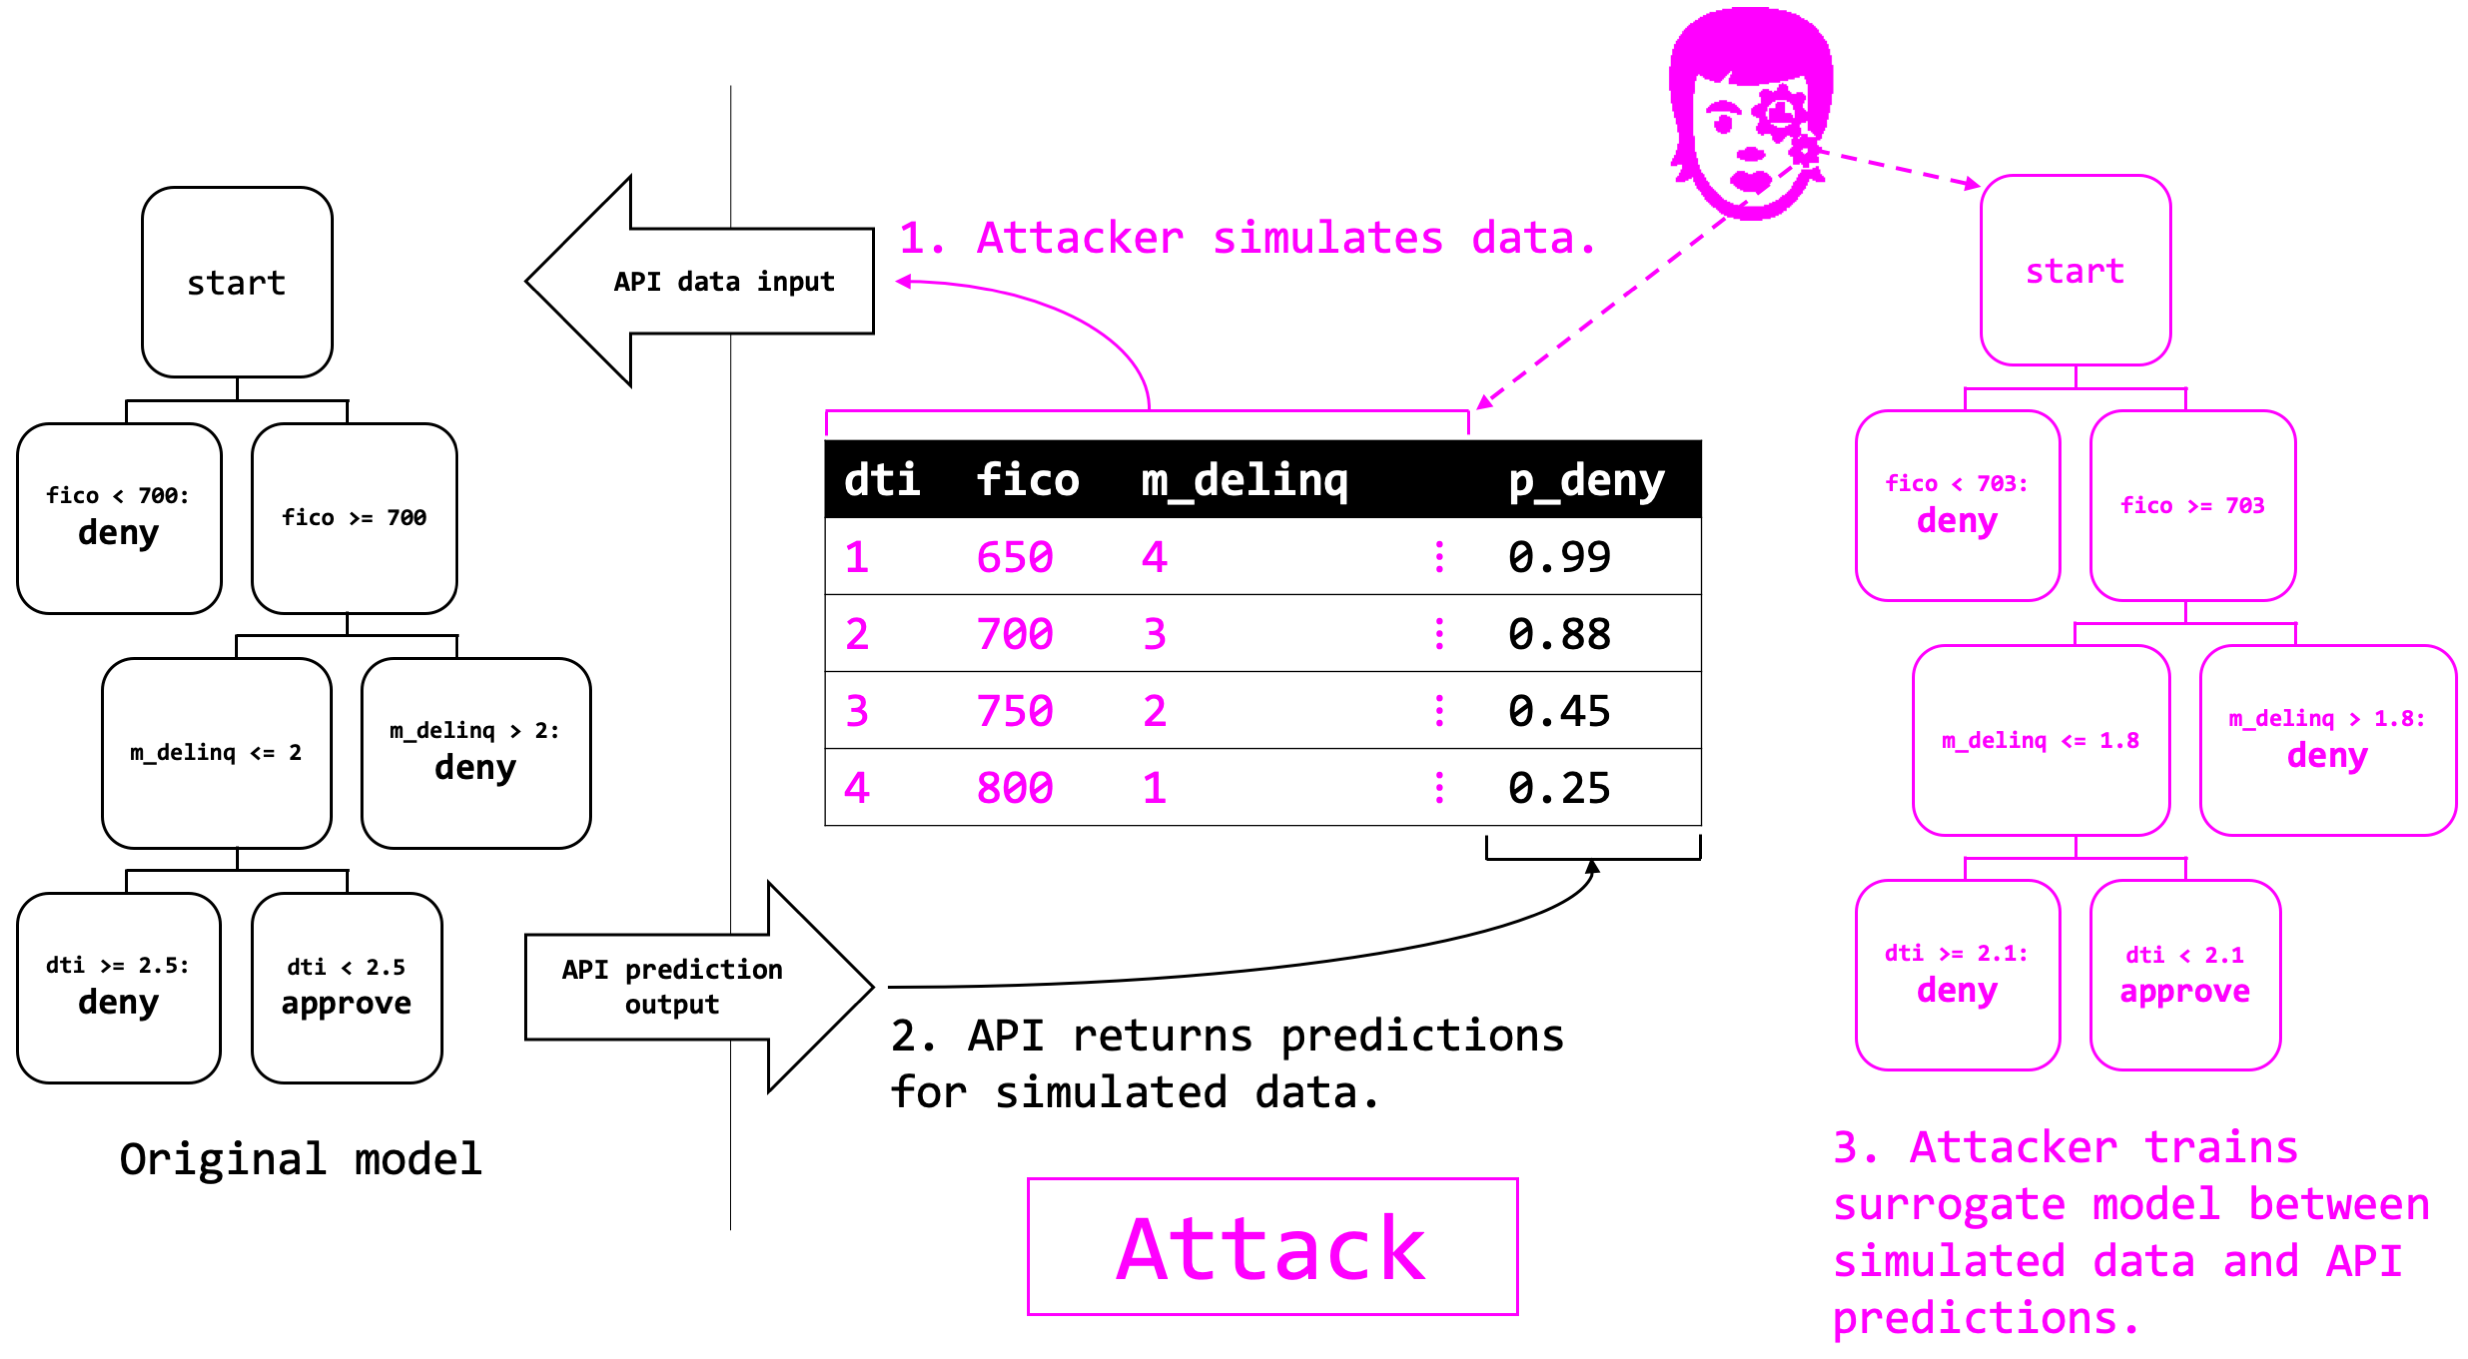 start
fico < 700:
deny
fico >= 700
m_delinq <= 2
m_delinq > 2:
deny
dti >= 2.5:
deny
dti < 2.5
approve
Original model
API data input
1. Attacker simulates data.
dti fico m_delinq p_deny
1 650 4 ⋮ 0.99
2 700 3 ⋮ 0.88
3 750 2 ⋮ 0.45
4 800 1 ⋮ 0.25
API prediction
output
2. API returns predictions
for simulated data.
Attack
start
fico < 703:
deny
fico >= 703
m_delinq <= 1.8
m_delinq > 1.8:
deny
dti >= 2.1:
deny
dti < 2.1
approve
3. Attacker trains
surrogate model between
simulated data and API
predictions.